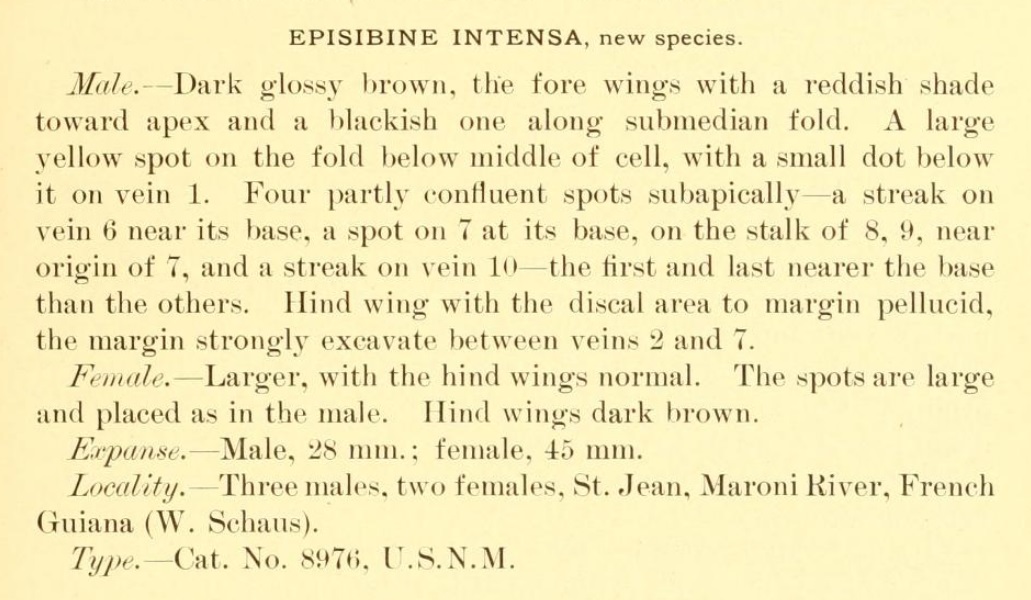 EPISIBINE INTENSA, new species.
Male.—Dark glossy brown, the fore wings with a reddish shade
toward apex and a blackish one along submedian fold. A large
yellow spot on the fold below middle of cell, with a small dot below
it on vein 1. Four partly confluent spots subapically—a streak on
vein 6 near its base, a spot on 7 at its base, on the stalk of 8, 9, near
origin of 7, and a streak on vein 10—the first and last nearer the base
than the others. Hind wing with the discal area to margin pellucid,
the margin strongly excavate between veins 2 and 7.
Female.—Larger, with the hind wings normal. The spots are large
and placed as in the male. Hind wings dark brown.
Expanse.—Male, 28 mm.; female, 45 mm.
Locality.—Three males, two females, St. Jean, Maroni River, French
Guiana (W. Schaus).
Type.—Cat. No. 8976, U.S.N.M.